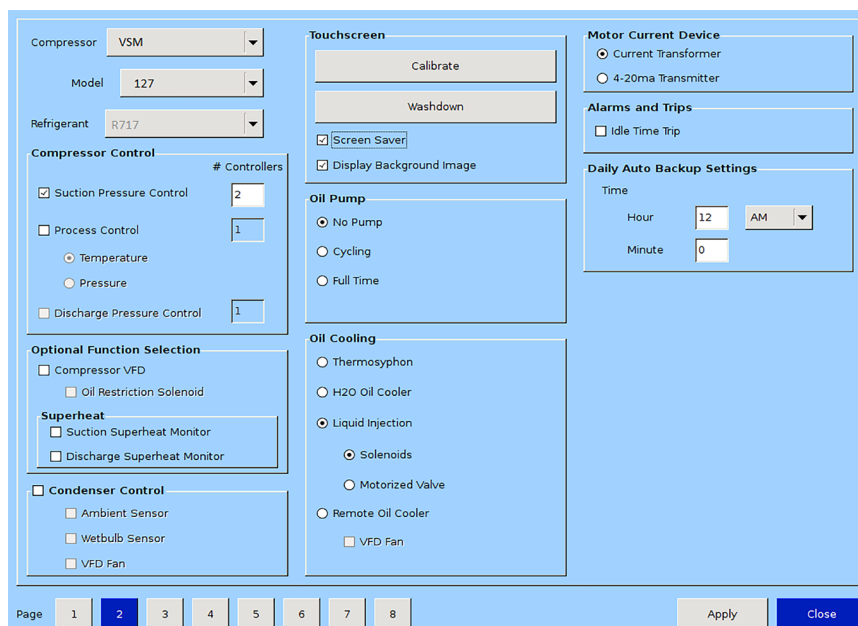 Compressor VSM
Model 127
Refrigerant R717
Compressor Control
# Controllers
Suction Pressure Control 2
Process Control 1
Temperature
Pressure
Discharge Pressure Control 1
Optional Function Selection
Compressor VFD
Oil Restriction Solenoid
Superheat
Suction Superheat Monitor
Discharge Superheat Monitor
Condenser Control
Ambient Sensor
Wetbulb Sensor
VFD Fan
Touchscreen
Calibrate
Washdown
Screen Saver
Display Background Image
Oil Pump
No Pump
Cycling
Full Time
Oil Cooling
Thermosyphon
H2O Oil Cooler
Liquid Injection
Solenoids
Motorized Valve
Remote Oil Cooler
VFD Fan
Motor Current Device
Current Transformer
4-20ma Transmitter
Alarms and Trips
Idle Time Trip
Daily Auto Backup Settings
Time
Hour 12 AM
Minute 0
Page 1 2 3 4 5 6 7 8 Apply Close